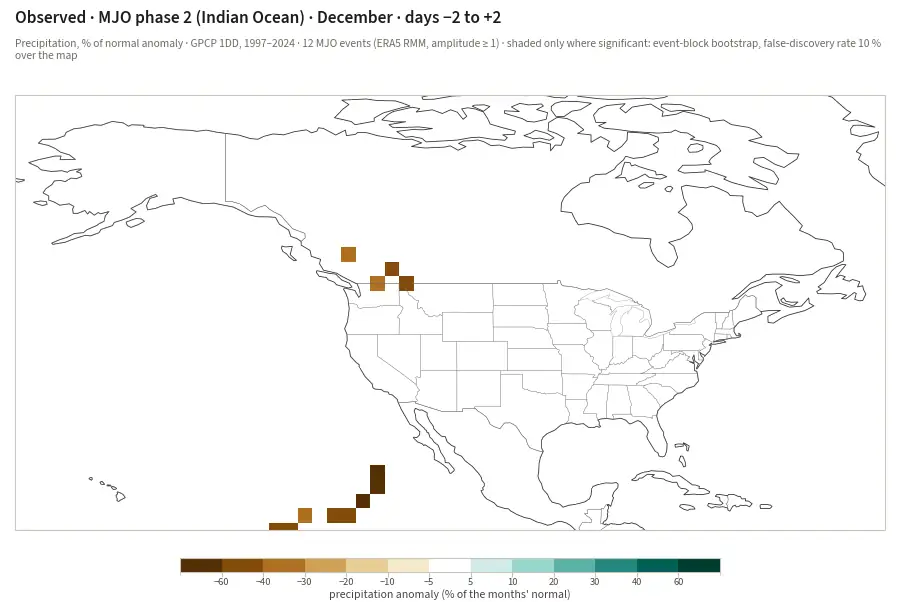 Observed · MJO phase 2 (Indian Ocean) · December · days −2 to +2
Precipitation, % of normal anomaly · GPCP 1DD, 1997–2024 · 12 MJO events (ERA5 RMM, amplitude ≥ 1) · shaded only where significant: event-block bootstrap, false-discovery rate 10 %
over the map
−60 −40 −30 −20 −10 −5 5 10 20 30 40 60
precipitation anomaly (% of the months' normal)